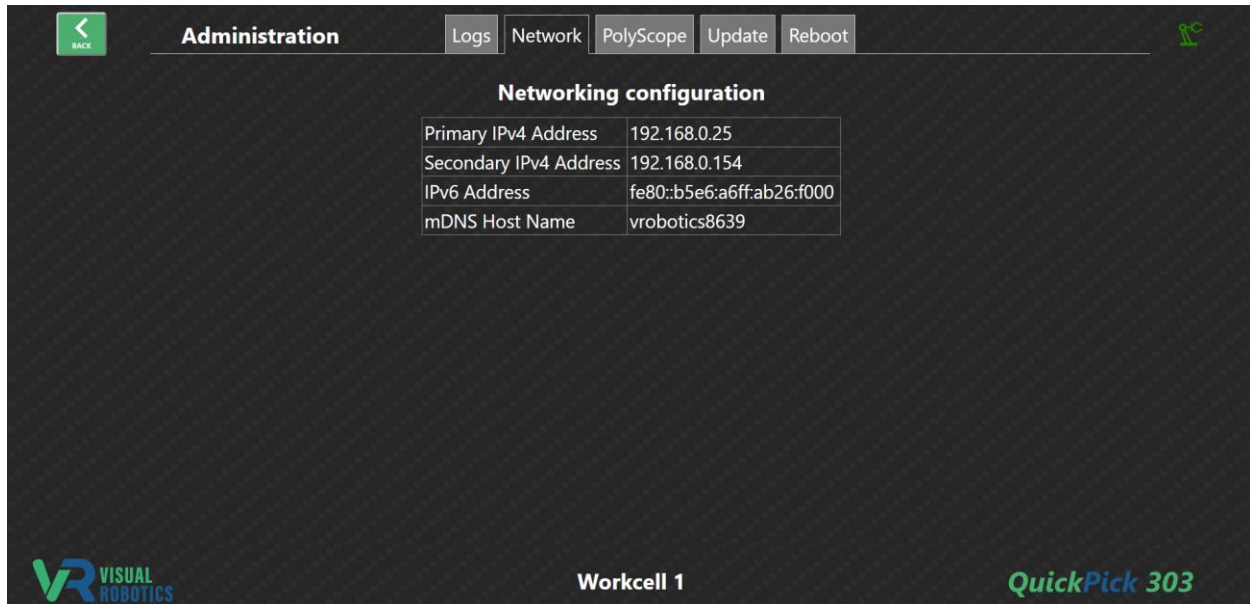 BACK
Administration
Logs Network PolyScope Update Reboot
Networking configuration
Primary IPv4 Address 192.168.0.25
Secondary IPv4 Address 192.168.0.154
IPv6 Address fe80::b5e6:a6ff:ab26:f000
mDNS Host Name vrobotics8639
VR VISUAL
ROBOTICS
Workcell 1
QuickPick 303